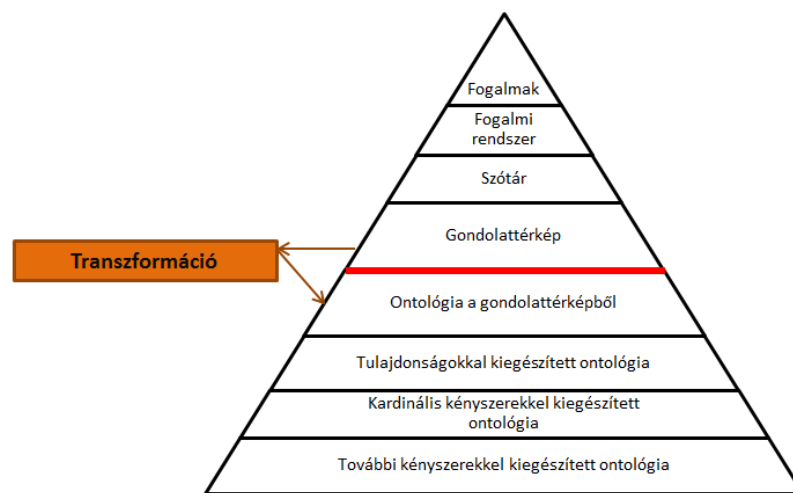 Fogalmak
Fogalmi
rendszer
Szótár
Gondolattérkép
Transzformáció
Ontológia a gondolattérképből
Tulajdonságokkal kiegészített ontológia
Kardinális kényszerekkel kiegészített
ontológia
További kényszerekkel kiegészített ontológia